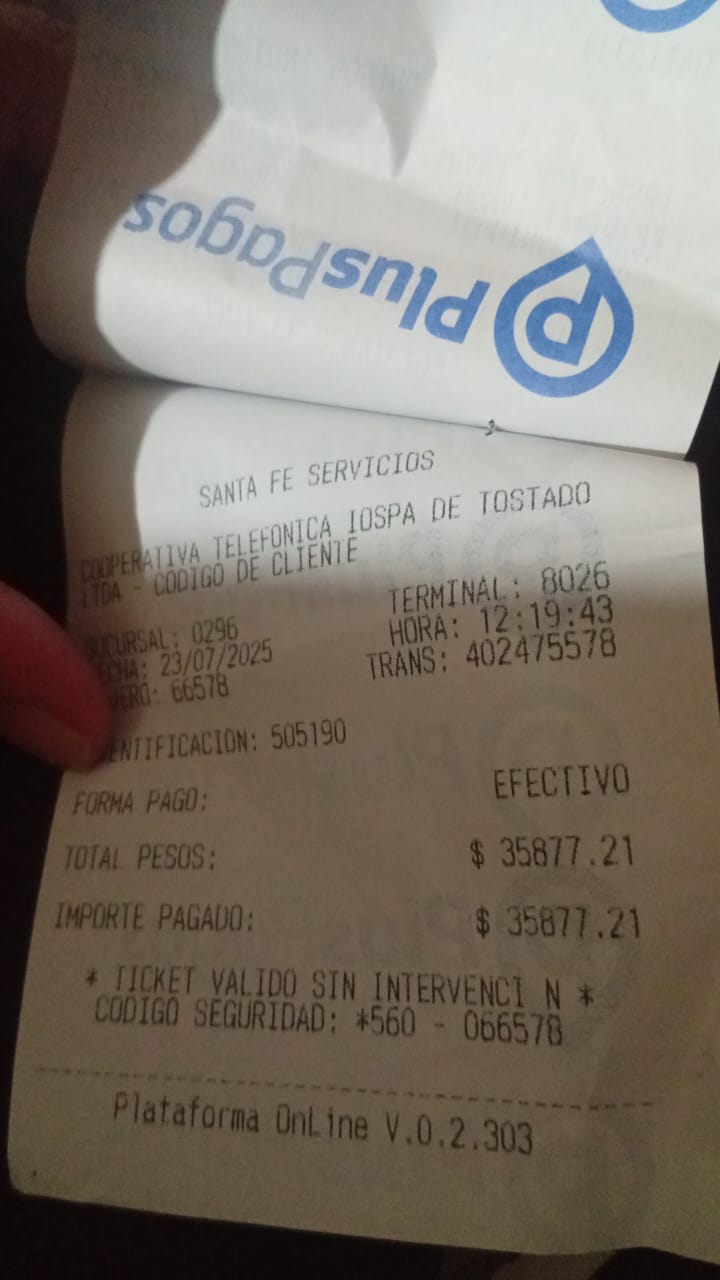 PlusPagos
SANTA FE SERVICIOS
COOPERATIVA TELEFONICA IOSPA DE TOSTADO
LTDA - CODIGO DE CLIENTE
TERMINAL: 8026
SUCURSAL: 0296
HORA: 12:19:43
FECHA: 23/07/2025
TRANS: 402475578
66578
ENTIFICACION: 505190
FORMA PAGO: EFECTIVO
TOTAL PESOS: $ 35877.21
IMPORTE PAGADO: $ 35877.21
* TICKET VALIDO SIN INTERVENCI N *
CODIGO SEGURIDAD: *560 - 066578
Plataforma OnLine V.0.2.303